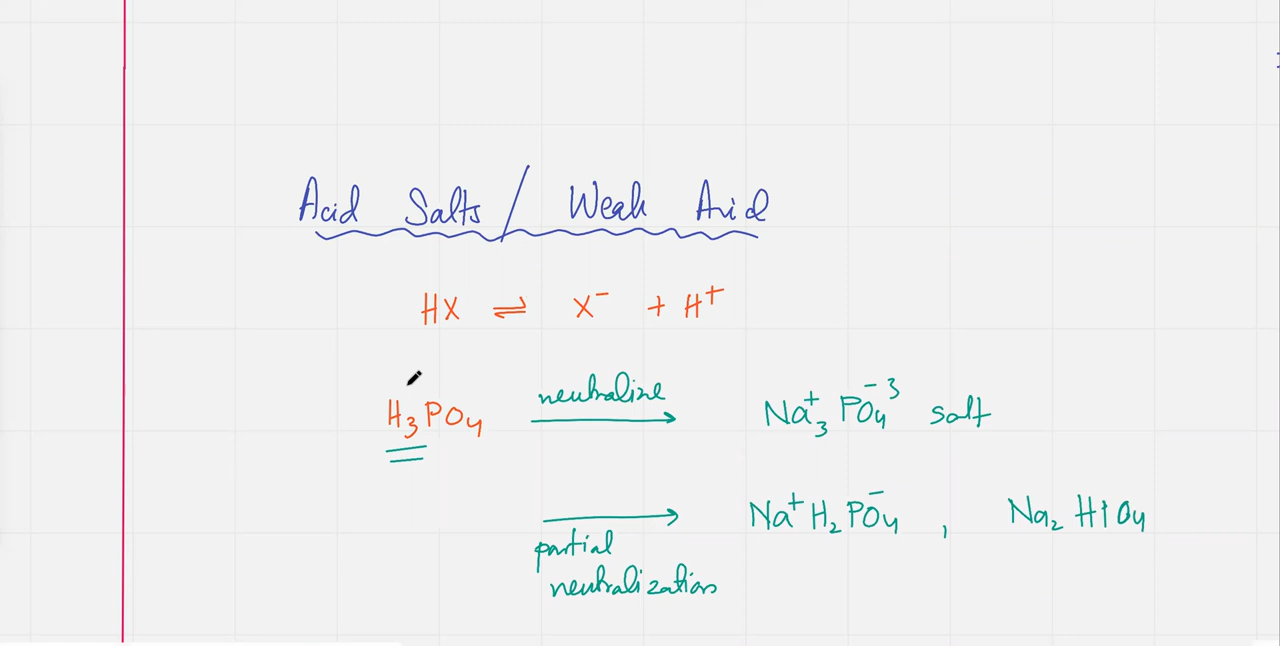 Acid Salts / Weak Acid
HX ⇌ X⁻ + H⁺
H₃PO₄ neutralize Na⁺₃ PO₄⁻³ salt
partial neutralization Na⁺H₂PO₄⁻ , Na₂ HPO₄